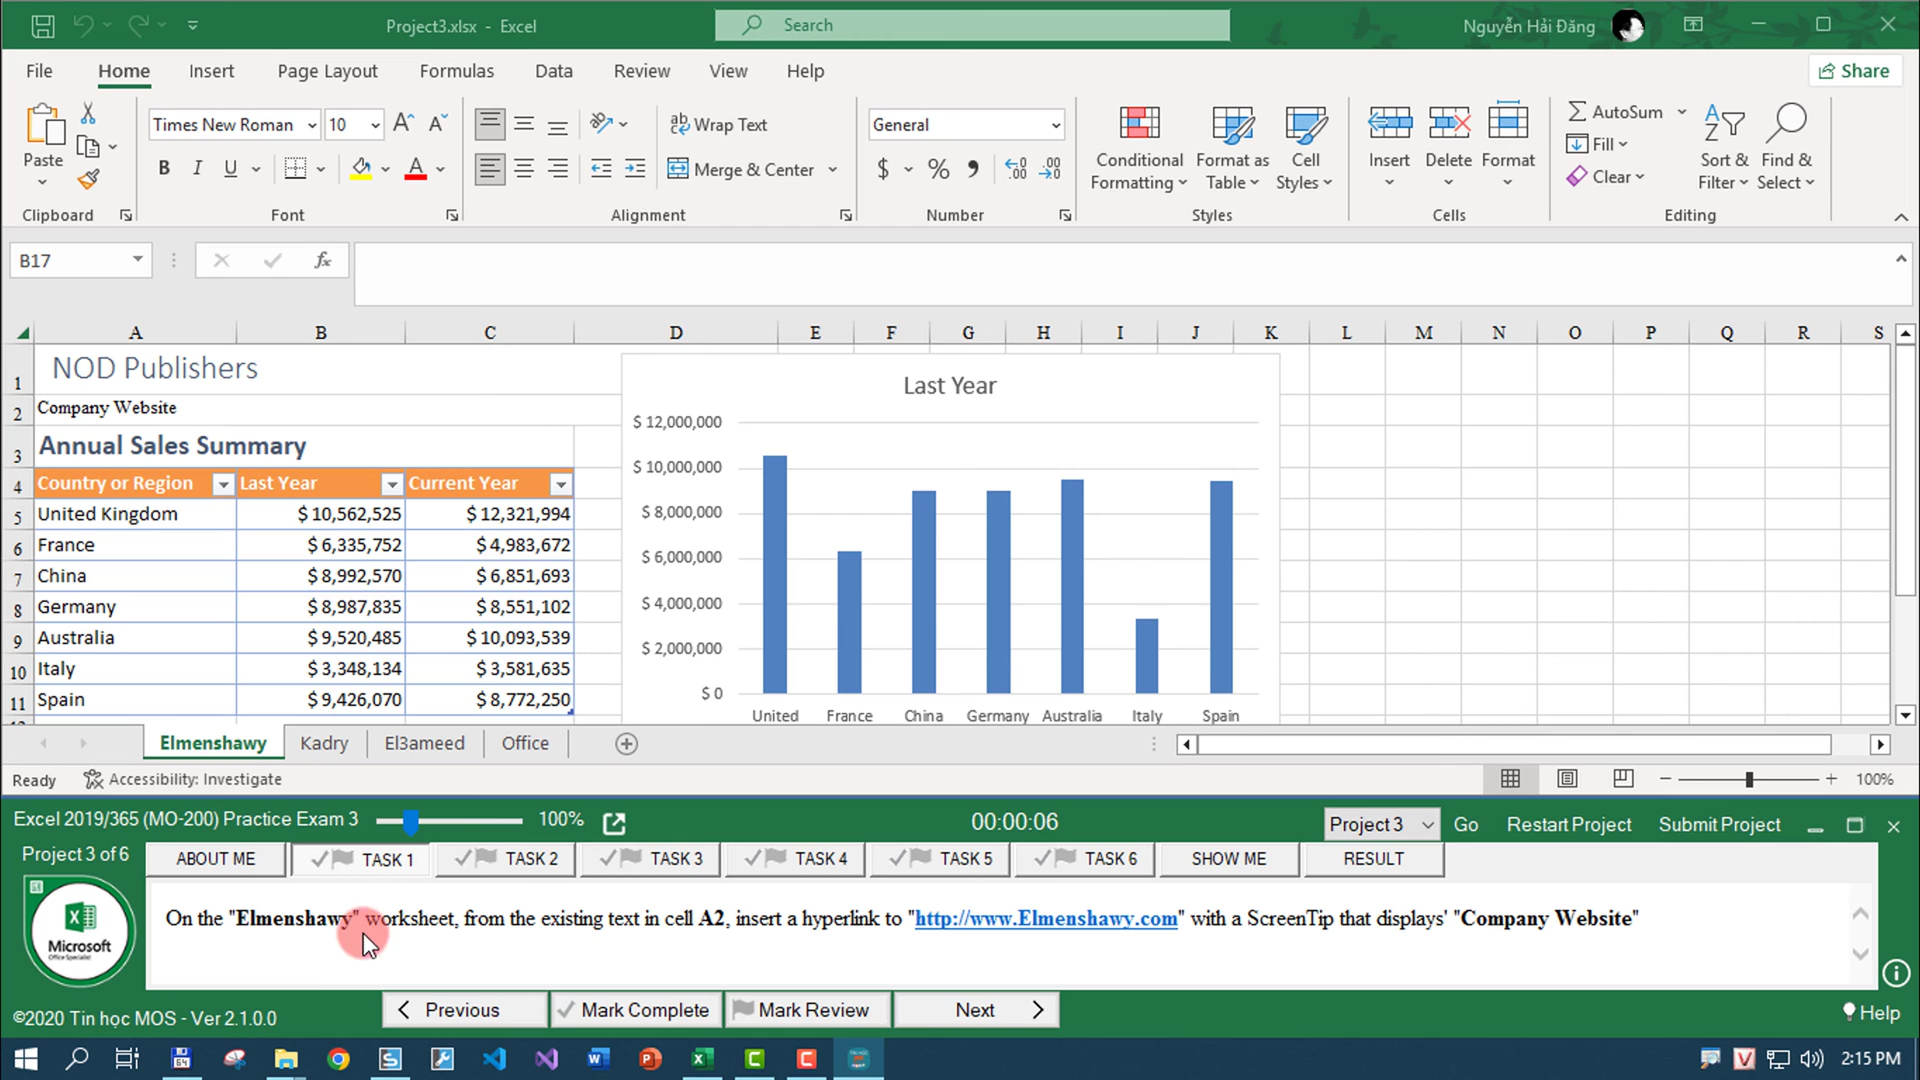 Project3.xlsx - Excel
Search
Nguyễn Hải Đăng
File Home Insert Page Layout Formulas Data Review View Help
Share
Paste
Clipboard
Times New Roman 10
B I U
Font
Wrap Text
Merge & Center
Alignment
General
$ %
Number
Conditional Formatting
Format as Table
Cell Styles
Styles
Insert
Delete
Format
Cells
AutoSum
Fill
Clear
Sort & Filter
Find & Select
Editing
B17
fx
A B C D E F G H I J K L M N O P Q R S
1 NOD Publishers
2 Company Website
3 Annual Sales Summary
4 Country or Region Last Year Current Year
5 United Kingdom $ 10,562,525 $ 12,321,994
6 France $ 6,335,752 $ 4,983,672
7 China $ 8,992,570 $ 6,851,693
8 Germany $ 8,987,835 $ 8,551,102
9 Australia $ 9,520,485 $ 10,093,539
10 Italy $ 3,348,134 $ 3,581,635
11 Spain $ 9,426,070 $ 8,772,250
Last Year
$ 12,000,000
$ 10,000,000
$ 8,000,000
$ 6,000,000
$ 4,000,000
$ 2,000,000
$ 0
United France China Germany Australia Italy Spain
Elmenshawy Kadry El3ameed Office
Ready Accessibility: Investigate
100%
Excel 2019/365 (MO-200) Practice Exam 3
100%
00:00:06
Project 3 Go Restart Project Submit Project
Project 3 of 6
ABOUT ME TASK 1 TASK 2 TASK 3 TASK 4 TASK 5 TASK 6 SHOW ME RESULT
On the "Elmenshawy" worksheet, from the existing text in cell A2, insert a hyperlink to "http://www.Elmenshawy.com" with a ScreenTip that displays' "Company Website"
Microsoft
Office Specialist
Previous Mark Complete Mark Review Next
©2020 Tin học MOS - Ver 2.1.0.0
Help
2:15 PM